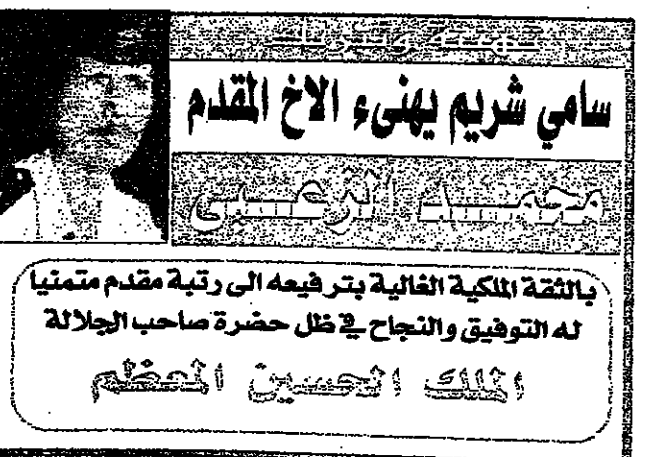 تهنئة وتبريك
سامي شريم يهنىء الاخ المقدم
محمد الزعبي
بالثقة الملكية الغالية بترفيعه الى رتبة مقدم متمنيا
له التوفيق والنجاح في ظل حضرة صاحب الجلالة
الملك الحسين المعظم